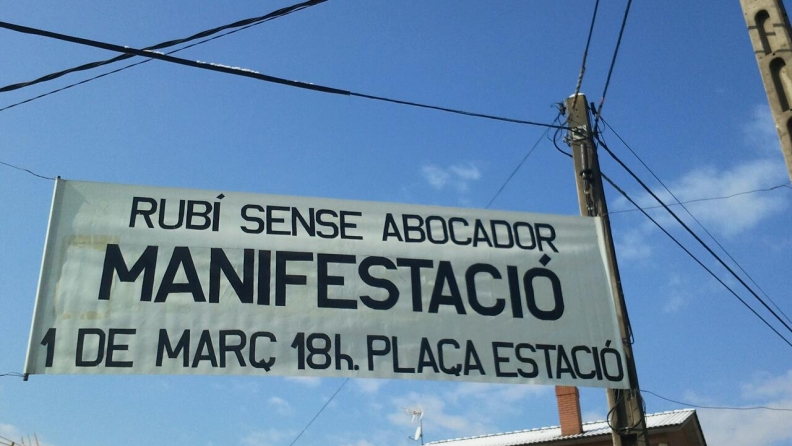 RUBÍ SENSE ABOCADOR
MANIFESTACIÓ
1 DE MARÇ 18h. PLAÇA ESTACIÓ